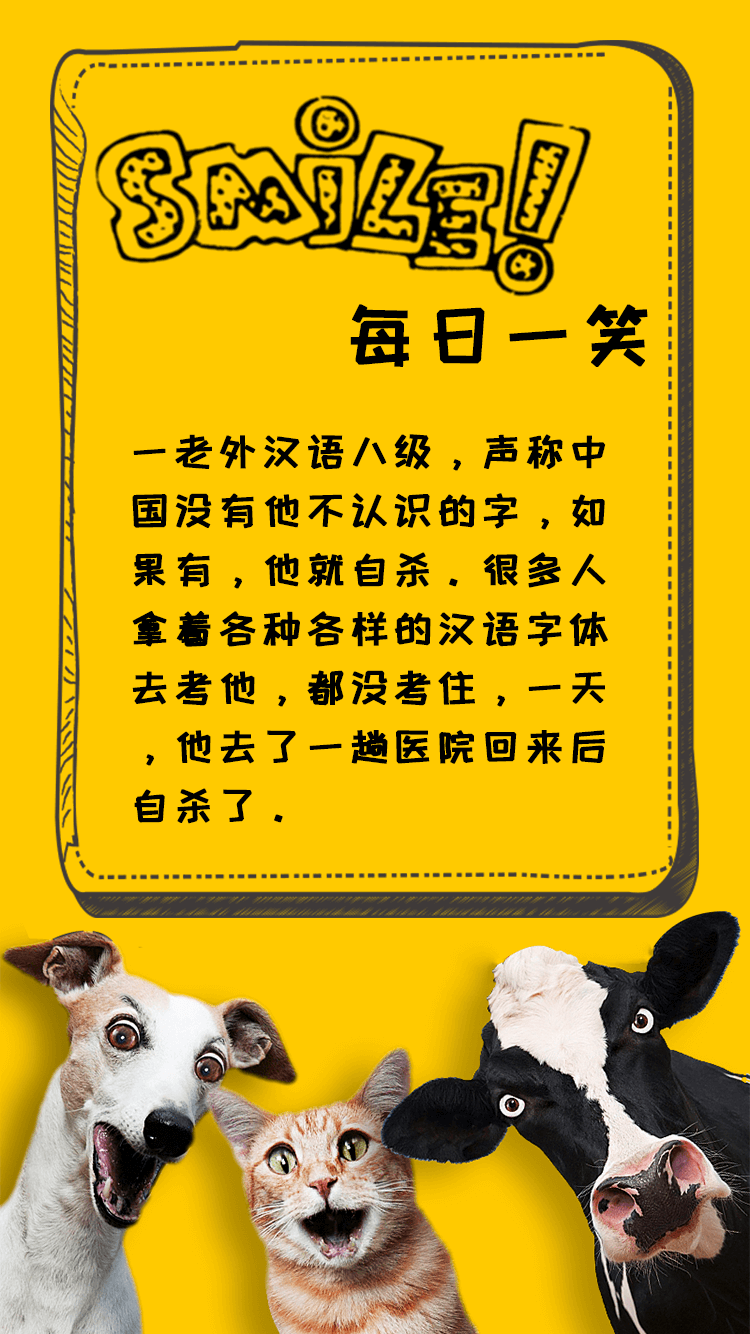 SMILE!
每日一笑
一老外汉语八级，声称中
国没有他不认识的字，如
果有，他就自杀．很多人
拿着各种各样的汉语字体
去考他，都没考住，一天
，他去了一趟医院回来后
自杀了．